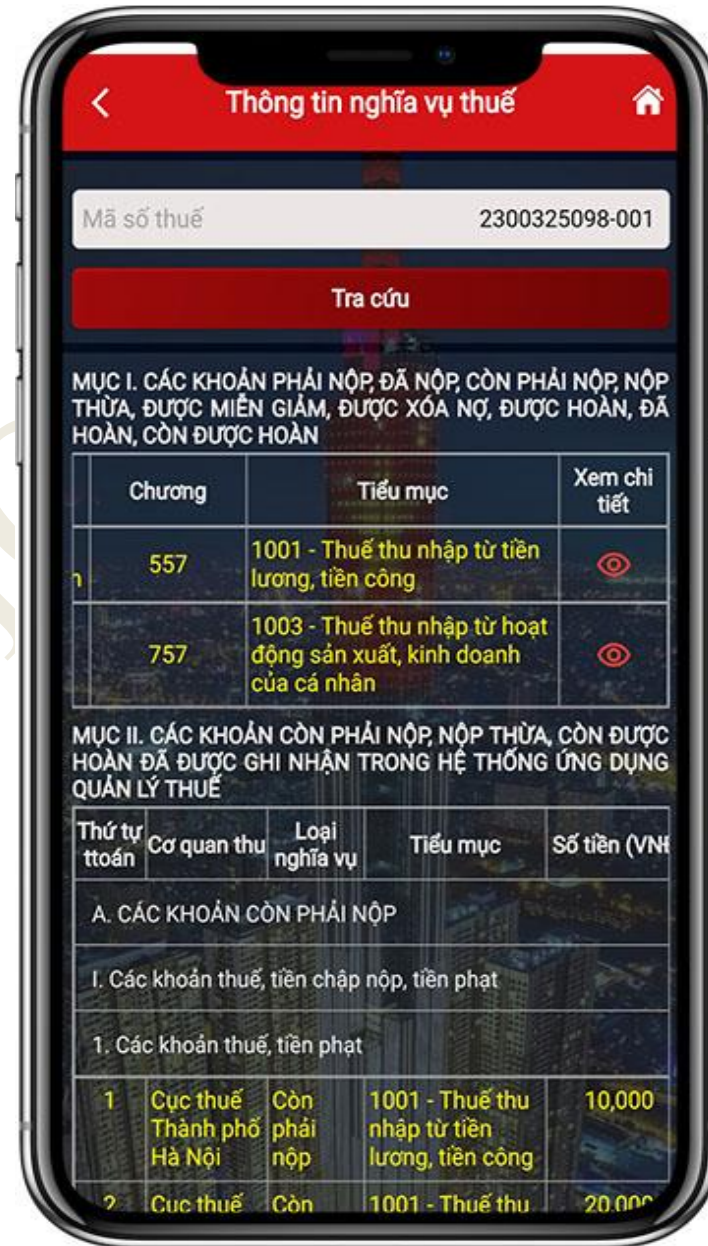 Thông tin nghĩa vụ thuế
Mã số thuế 2300325098-001
Tra cứu
MỤC I. CÁC KHOẢN PHẢI NỘP, ĐÃ NỘP, CÒN PHẢI NỘP, NỘP
THỪA, ĐƯỢC MIỄN GIẢM, ĐƯỢC XÓA NỢ, ĐƯỢC HOÀN, ĐÃ
HOÀN, CÒN ĐƯỢC HOÀN
Chương Tiểu mục Xem chi
tiết
n 557 1001 - Thuế thu nhập từ tiền
lương, tiền công
757 1003 - Thuế thu nhập từ hoạt
động sản xuất, kinh doanh
của cá nhân
MỤC II. CÁC KHOẢN CÒN PHẢI NỘP, NỘP THỪA, CÒN ĐƯỢC
HOÀN ĐÃ ĐƯỢC GHI NHẬN TRONG HỆ THỐNG ỨNG DỤNG
QUẢN LÝ THUẾ
Thứ tự Cơ quan thu Loại Tiểu mục Số tiền (VN
ttoán nghĩa vụ
A. CÁC KHOẢN CÒN PHẢI NỘP
I. Các khoản thuế, tiền chập nộp, tiền phạt
1. Các khoản thuế, tiền phạt
1 Cục thuế Còn 1001 - Thuế thu 10,000
Thành phố phải nhập từ tiền
Hà Nội nộp lương, tiền công
2 Cục thuế Còn 1001 - Thuế thu 20,000